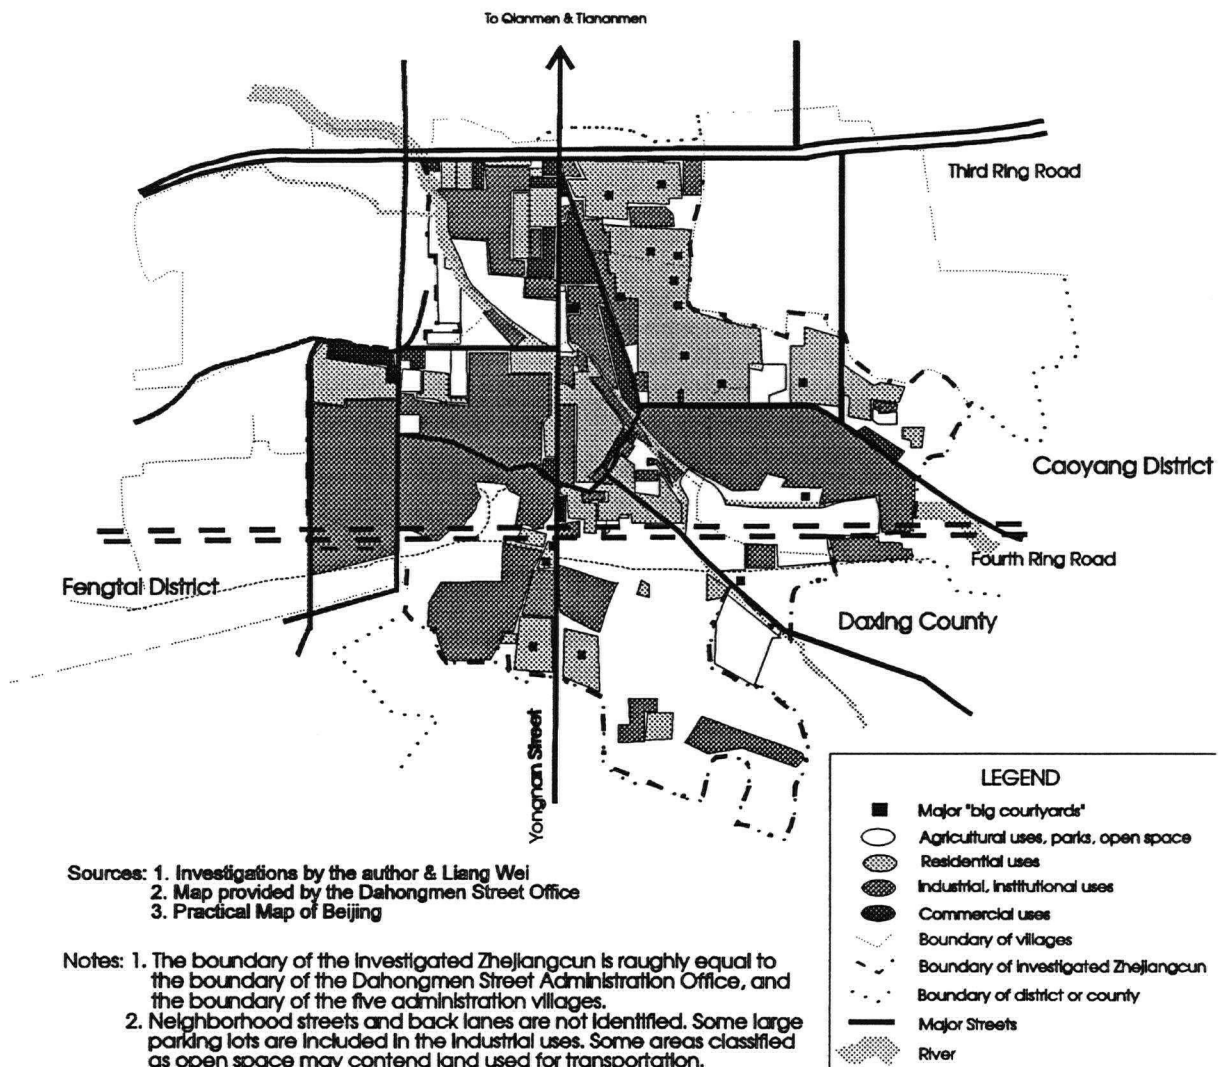 To Qianmen & Tiananmen
Third Ring Road
Caoyang District
Fourth Ring Road
Fengtai District
Daxing County
Yongnan Street
LEGEND
Major "big courtyards"
Agricultural uses, parks, open space
Residential uses
Industrial, institutional uses
Commercial uses
Boundary of villages
Boundary of investigated Zhejiangcun
Boundary of district or county
Major Streets
River
Sources: 1. Investigations by the author & Liang Wei
2. Map provided by the Dahongmen Street Office
3. Practical Map of Beijing
Notes: 1. The boundary of the investigated Zhejiangcun is raughly equal to
the boundary of the Dahongmen Street Administration Office, and
the boundary of the five administration villages.
2. Neighborhood streets and back lanes are not identified. Some large
parking lots are included in the industrial uses. Some areas classified
as open space may contend land used for transportation.